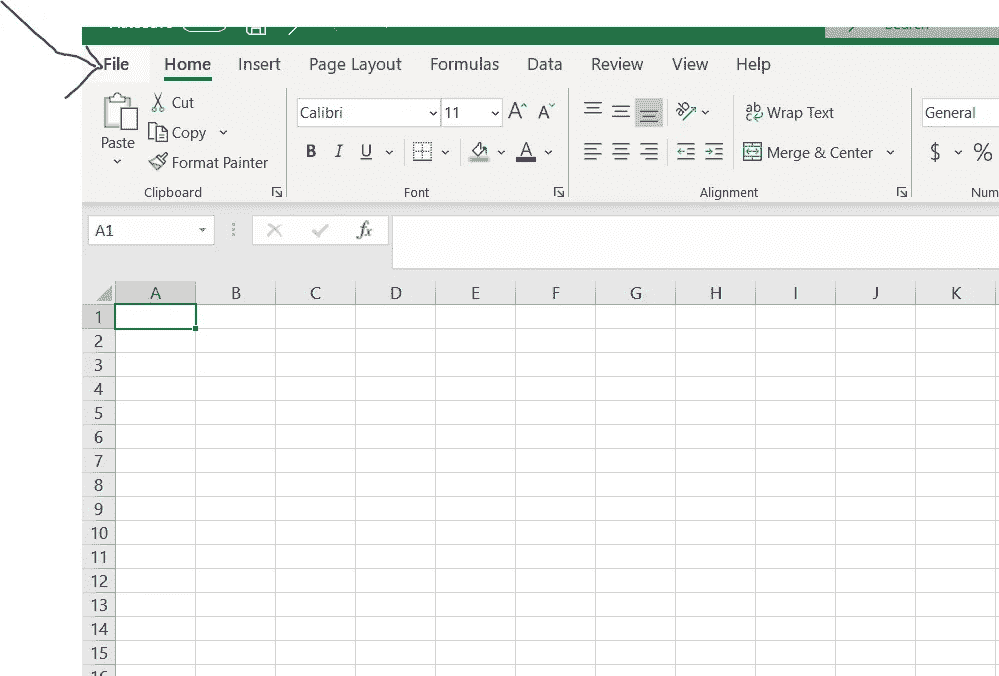 File Home Insert Page Layout Formulas Data Review View Help
Cut
Calibri 11 A A ab Wrap Text General
Paste Copy
B I U A c Merge & Center $ %
Format Painter
Clipboard Font Alignment
A1 fx
A B C D E F G H I J K
1
2
3
4
5
6
7
8
9
10
11
12
13
14
15